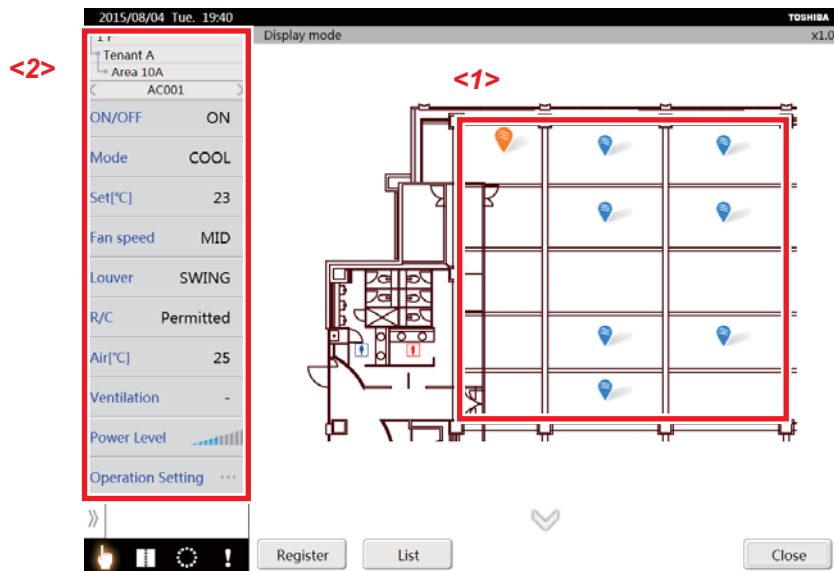 2015/08/04 Tue. 19:40
TOSHIBA
Display mode
x1.0
1 F
Tenant A
Area 10A
AC001
<2>
<1>
ON/OFF ON
Mode COOL
Set[°C] 23
Fan speed MID
Louver SWING
R/C Permitted
Air[°C] 25
Ventilation -
Power Level
Operation Setting ...
Register
List
Close